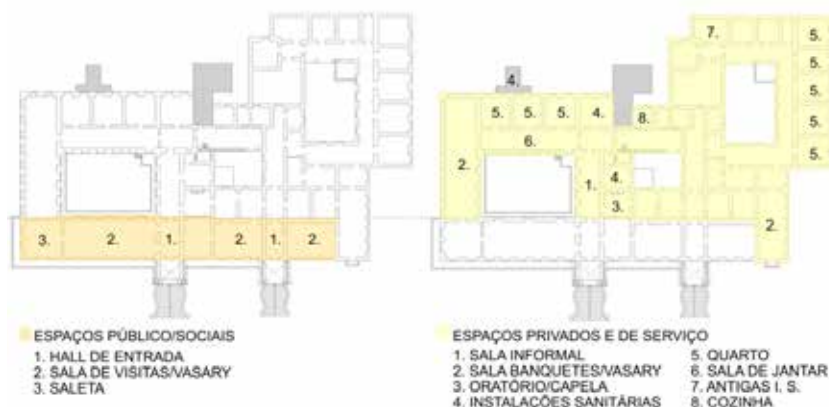 7.
5.
4.
5.
5. 5. 5. 4. 8.
5.
6.
5.
2.
1.
4.
5.
3.
2.
3. 2. 1. 2. 1. 2.
ESPAÇOS PÚBLICO/SOCIAIS
1. HALL DE ENTRADA
2. SALA DE VISITAS/VASARY
3. SALETA
ESPAÇOS PRIVADOS E DE SERVIÇO
1. SALA INFORMAL
2. SALA BANQUETES/VASARY
3. ORATÓRIO/CAPELA
4. INSTALAÇÕES SANITÁRIAS
5. QUARTO
6. SALA DE JANTAR
7. ANTIGAS I. S.
8. COZINHA